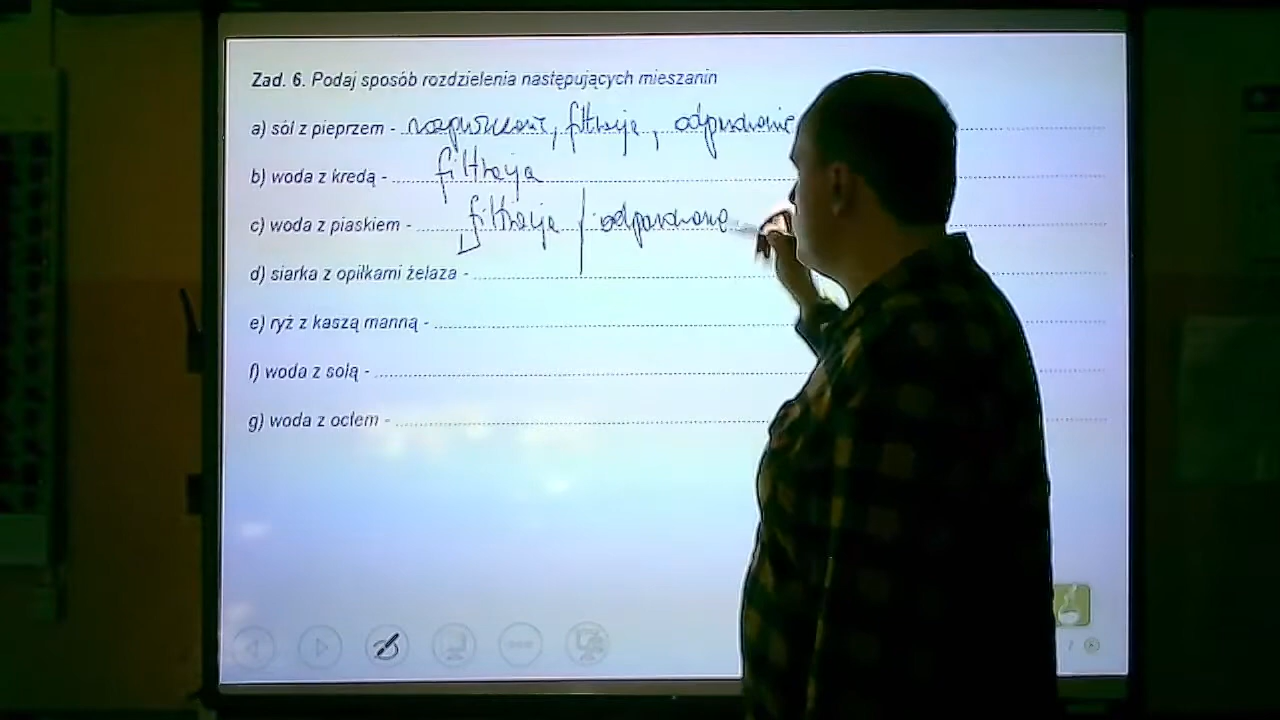 Zad. 6. Podaj sposób rozdzielenia następujących mieszanin
a) sól z pieprzem - rozpuszczenie, filtracja, odparowanie
b) woda z kredą - filtracja
c) woda z piaskiem - filtracja / odparowanie
d) siarka z opiłkami żelaza -
e) ryż z kaszą manną -
f) woda z solą -
g) woda z octem -